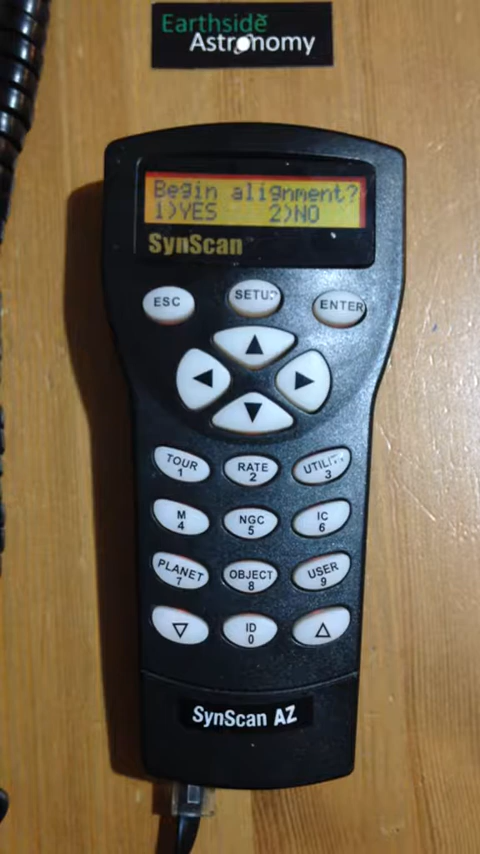 Earthside
Astronomy
Begin alignment?
1)YES 2)NO
SynScan
ESC
SETUP
ENTER
TOUR
1
RATE
2
UTILITY
3
M
4
NGC
5
IC
6
PLANET
7
OBJECT
8
USER
9
ID
0
SynScan AZ